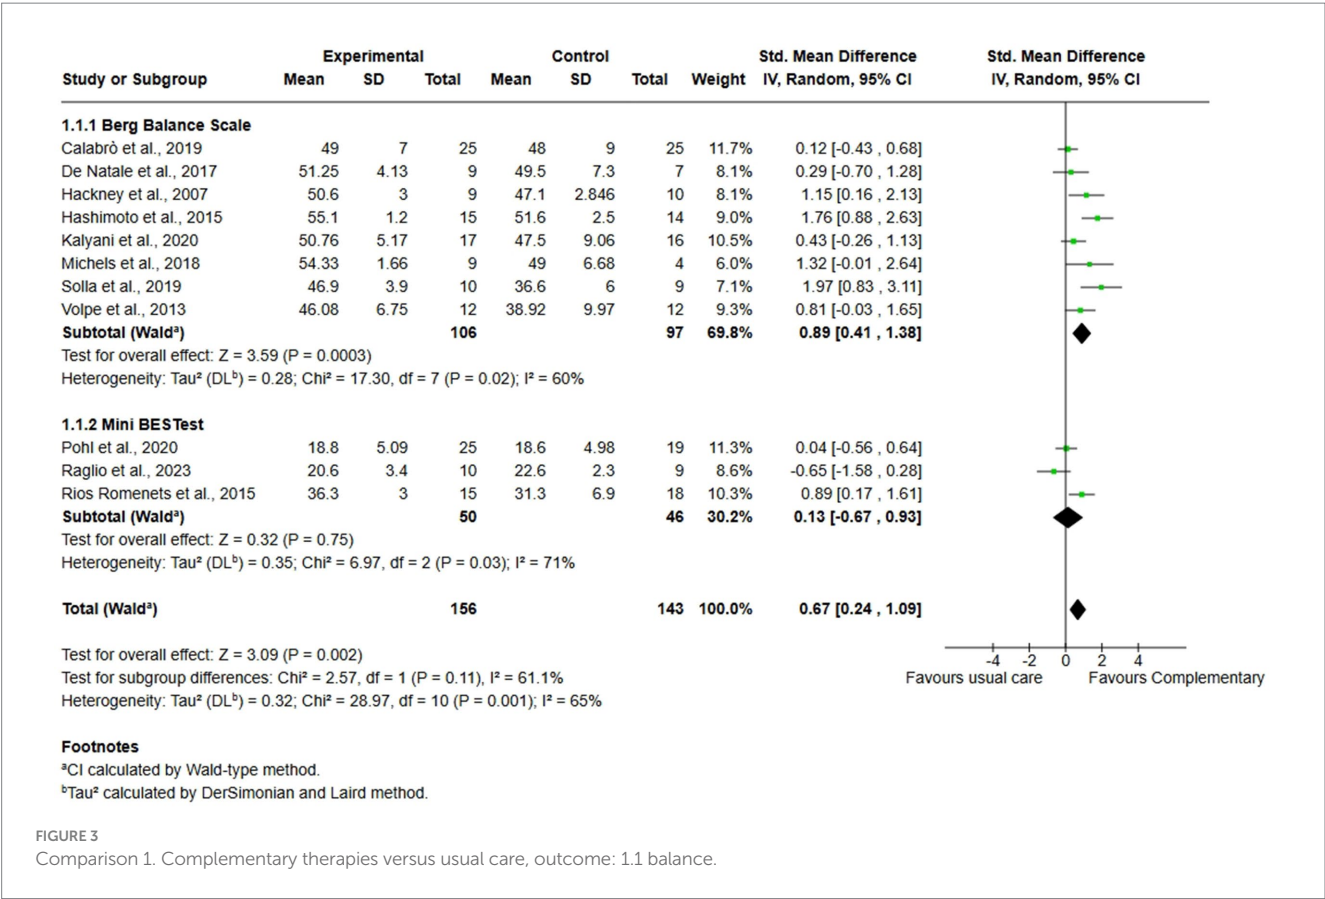 Experimental Control Std. Mean Difference Std. Mean Difference
Study or Subgroup Mean SD Total Mean SD Total Weight IV, Random, 95% CI IV, Random, 95% CI
1.1.1 Berg Balance Scale
Calabrò et al., 2019 49 7 25 48 9 25 11.7% 0.12 [-0.43 , 0.68]
De Natale et al., 2017 51.25 4.13 9 49.5 7.3 7 8.1% 0.29 [-0.70 , 1.28]
Hackney et al., 2007 50.6 3 9 47.1 2.846 10 8.1% 1.15 [0.16 , 2.13]
Hashimoto et al., 2015 55.1 1.2 15 51.6 2.5 14 9.0% 1.76 [0.88 , 2.63]
Kalyani et al., 2020 50.76 5.17 17 47.5 9.06 16 10.5% 0.43 [-0.26 , 1.13]
Michels et al., 2018 54.33 1.66 9 49 6.68 4 6.0% 1.32 [-0.01 , 2.64]
Solla et al., 2019 46.9 3.9 10 36.6 6 9 7.1% 1.97 [0.83 , 3.11]
Volpe et al., 2013 46.08 6.75 12 38.92 9.97 12 9.3% 0.81 [-0.03 , 1.65]
Subtotal (Waldᵃ) 106 97 69.8% 0.89 [0.41 , 1.38]
Test for overall effect: Z = 3.59 (P = 0.0003)
Heterogeneity: Tau² (DLᵇ) = 0.28; Chi² = 17.30, df = 7 (P = 0.02); I² = 60%
1.1.2 Mini BESTest
Pohl et al., 2020 18.8 5.09 25 18.6 4.98 19 11.3% 0.04 [-0.56 , 0.64]
Raglio et al., 2023 20.6 3.4 10 22.6 2.3 9 8.6% -0.65 [-1.58 , 0.28]
Rios Romenets et al., 2015 36.3 3 15 31.3 6.9 18 10.3% 0.89 [0.17 , 1.61]
Subtotal (Waldᵃ) 50 46 30.2% 0.13 [-0.67 , 0.93]
Test for overall effect: Z = 0.32 (P = 0.75)
Heterogeneity: Tau² (DLᵇ) = 0.35; Chi² = 6.97, df = 2 (P = 0.03); I² = 71%
Total (Waldᵃ) 156 143 100.0% 0.67 [0.24 , 1.09]
Test for overall effect: Z = 3.09 (P = 0.002)
Test for subgroup differences: Chi² = 2.57, df = 1 (P = 0.11), I² = 61.1%
Heterogeneity: Tau² (DLᵇ) = 0.32; Chi² = 28.97, df = 10 (P = 0.001); I² = 65%
-4 -2 0 2 4
Favours usual care Favours Complementary
Footnotes
ᵃCI calculated by Wald-type method.
ᵇTau² calculated by DerSimonian and Laird method.
FIGURE 3
Comparison 1. Complementary therapies versus usual care, outcome: 1.1 balance.